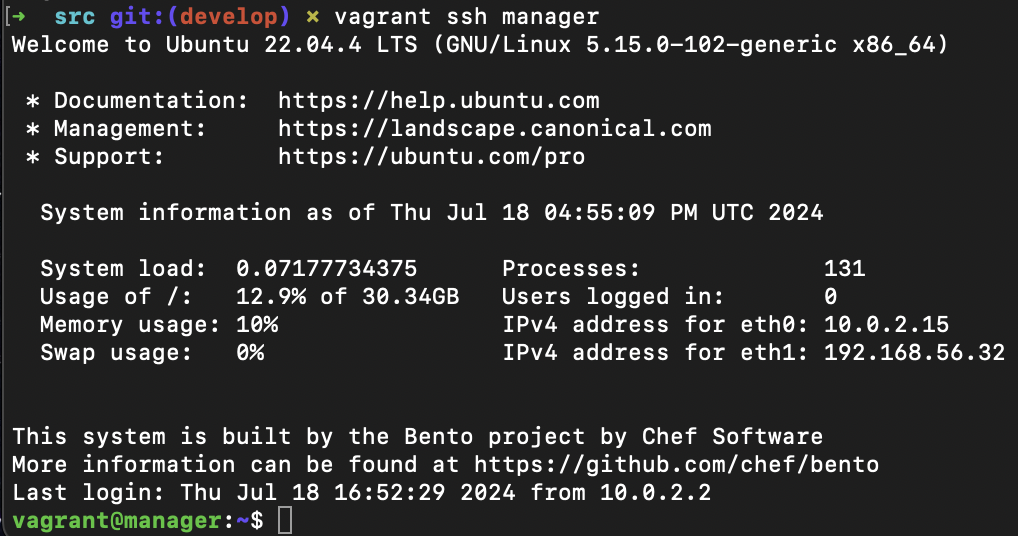 [➜  src git:(develop) ✗ vagrant ssh manager
Welcome to Ubuntu 22.04.4 LTS (GNU/Linux 5.15.0-102-generic x86_64)

 * Documentation:  https://help.ubuntu.com
 * Management:     https://landscape.canonical.com
 * Support:        https://ubuntu.com/pro

  System information as of Thu Jul 18 04:55:09 PM UTC 2024

  System load:  0.07177734375      Processes:             131
  Usage of /:   12.9% of 30.34GB   Users logged in:       0
  Memory usage: 10%                IPv4 address for eth0: 10.0.2.15
  Swap usage:   0%                 IPv4 address for eth1: 192.168.56.32


This system is built by the Bento project by Chef Software
More information can be found at https://github.com/chef/bento
Last login: Thu Jul 18 16:52:29 2024 from 10.0.2.2
vagrant@manager:~$